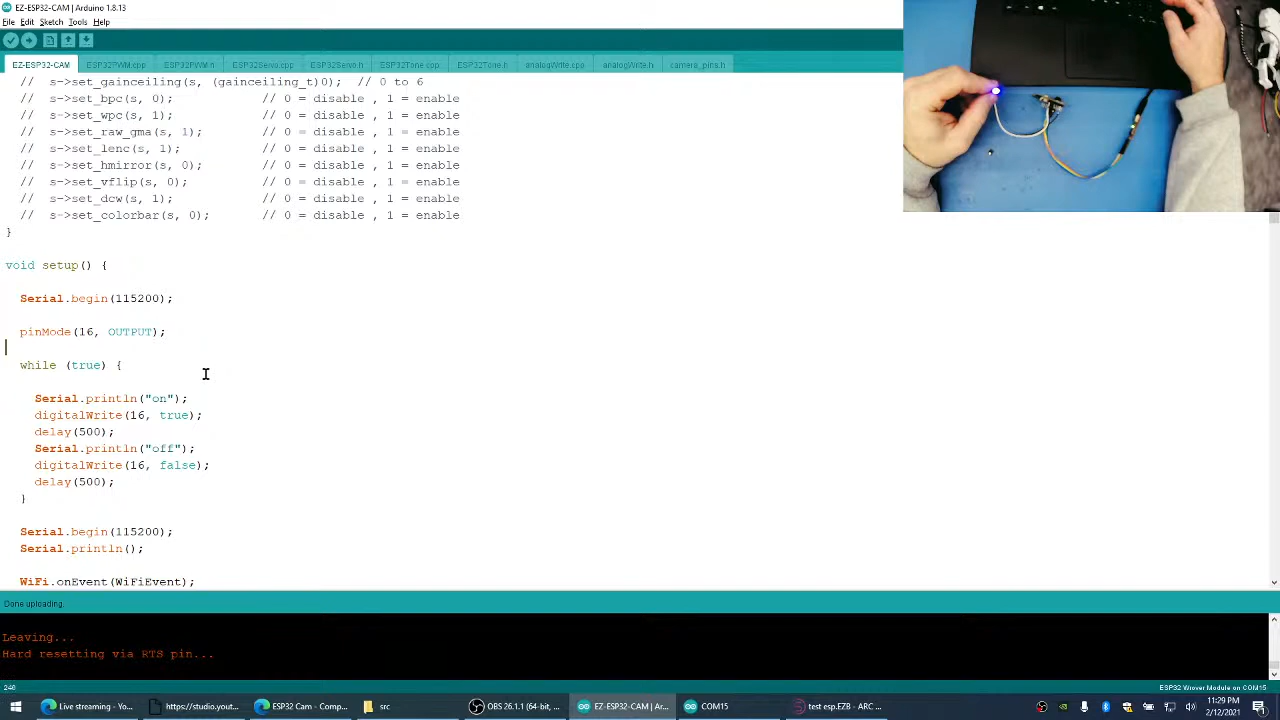 EZ-ESP32-CAM | Arduino 1.8.13
File Edit Sketch Tools Help
EZ-ESP32-CAM ESP32PWM.cpp ESP32PWM.h ESP32Servo.cpp ESP32Servo.h ESP32Tone.cpp ESP32Tone.h analogWrite.cpp analogWrite.h camera_pins.h
//  s->set_gainceiling(s, (gainceiling_t)0);  // 0 to 6
//  s->set_bpc(s, 0);            // 0 = disable , 1 = enable
//  s->set_wpc(s, 1);            // 0 = disable , 1 = enable
//  s->set_raw_gma(s, 1);        // 0 = disable , 1 = enable
//  s->set_lenc(s, 1);           // 0 = disable , 1 = enable
//  s->set_hmirror(s, 0);        // 0 = disable , 1 = enable
//  s->set_vflip(s, 0);          // 0 = disable , 1 = enable
//  s->set_dcw(s, 1);            // 0 = disable , 1 = enable
//  s->set_colorbar(s, 0);       // 0 = disable , 1 = enable
}
void setup() {
Serial.begin(115200);
pinMode(16, OUTPUT);
while (true) {
Serial.println("on");
digitalWrite(16, true);
delay(500);
Serial.println("off");
digitalWrite(16, false);
delay(500);
}
Serial.begin(115200);
Serial.println();
WiFi.onEvent(WiFiEvent);
Done uploading.
Leaving...
Hard resetting via RTS pin...
246 ESP32 Wrover Module on COM15
Live streaming - Yo... https://studio.yout... ESP32 Cam - Comp... src OBS 26.1.1 (64-bit, ... EZ-ESP32-CAM | Ar... COM15 test esp.EZB - ARC ... 11:29 PM
2/12/2021